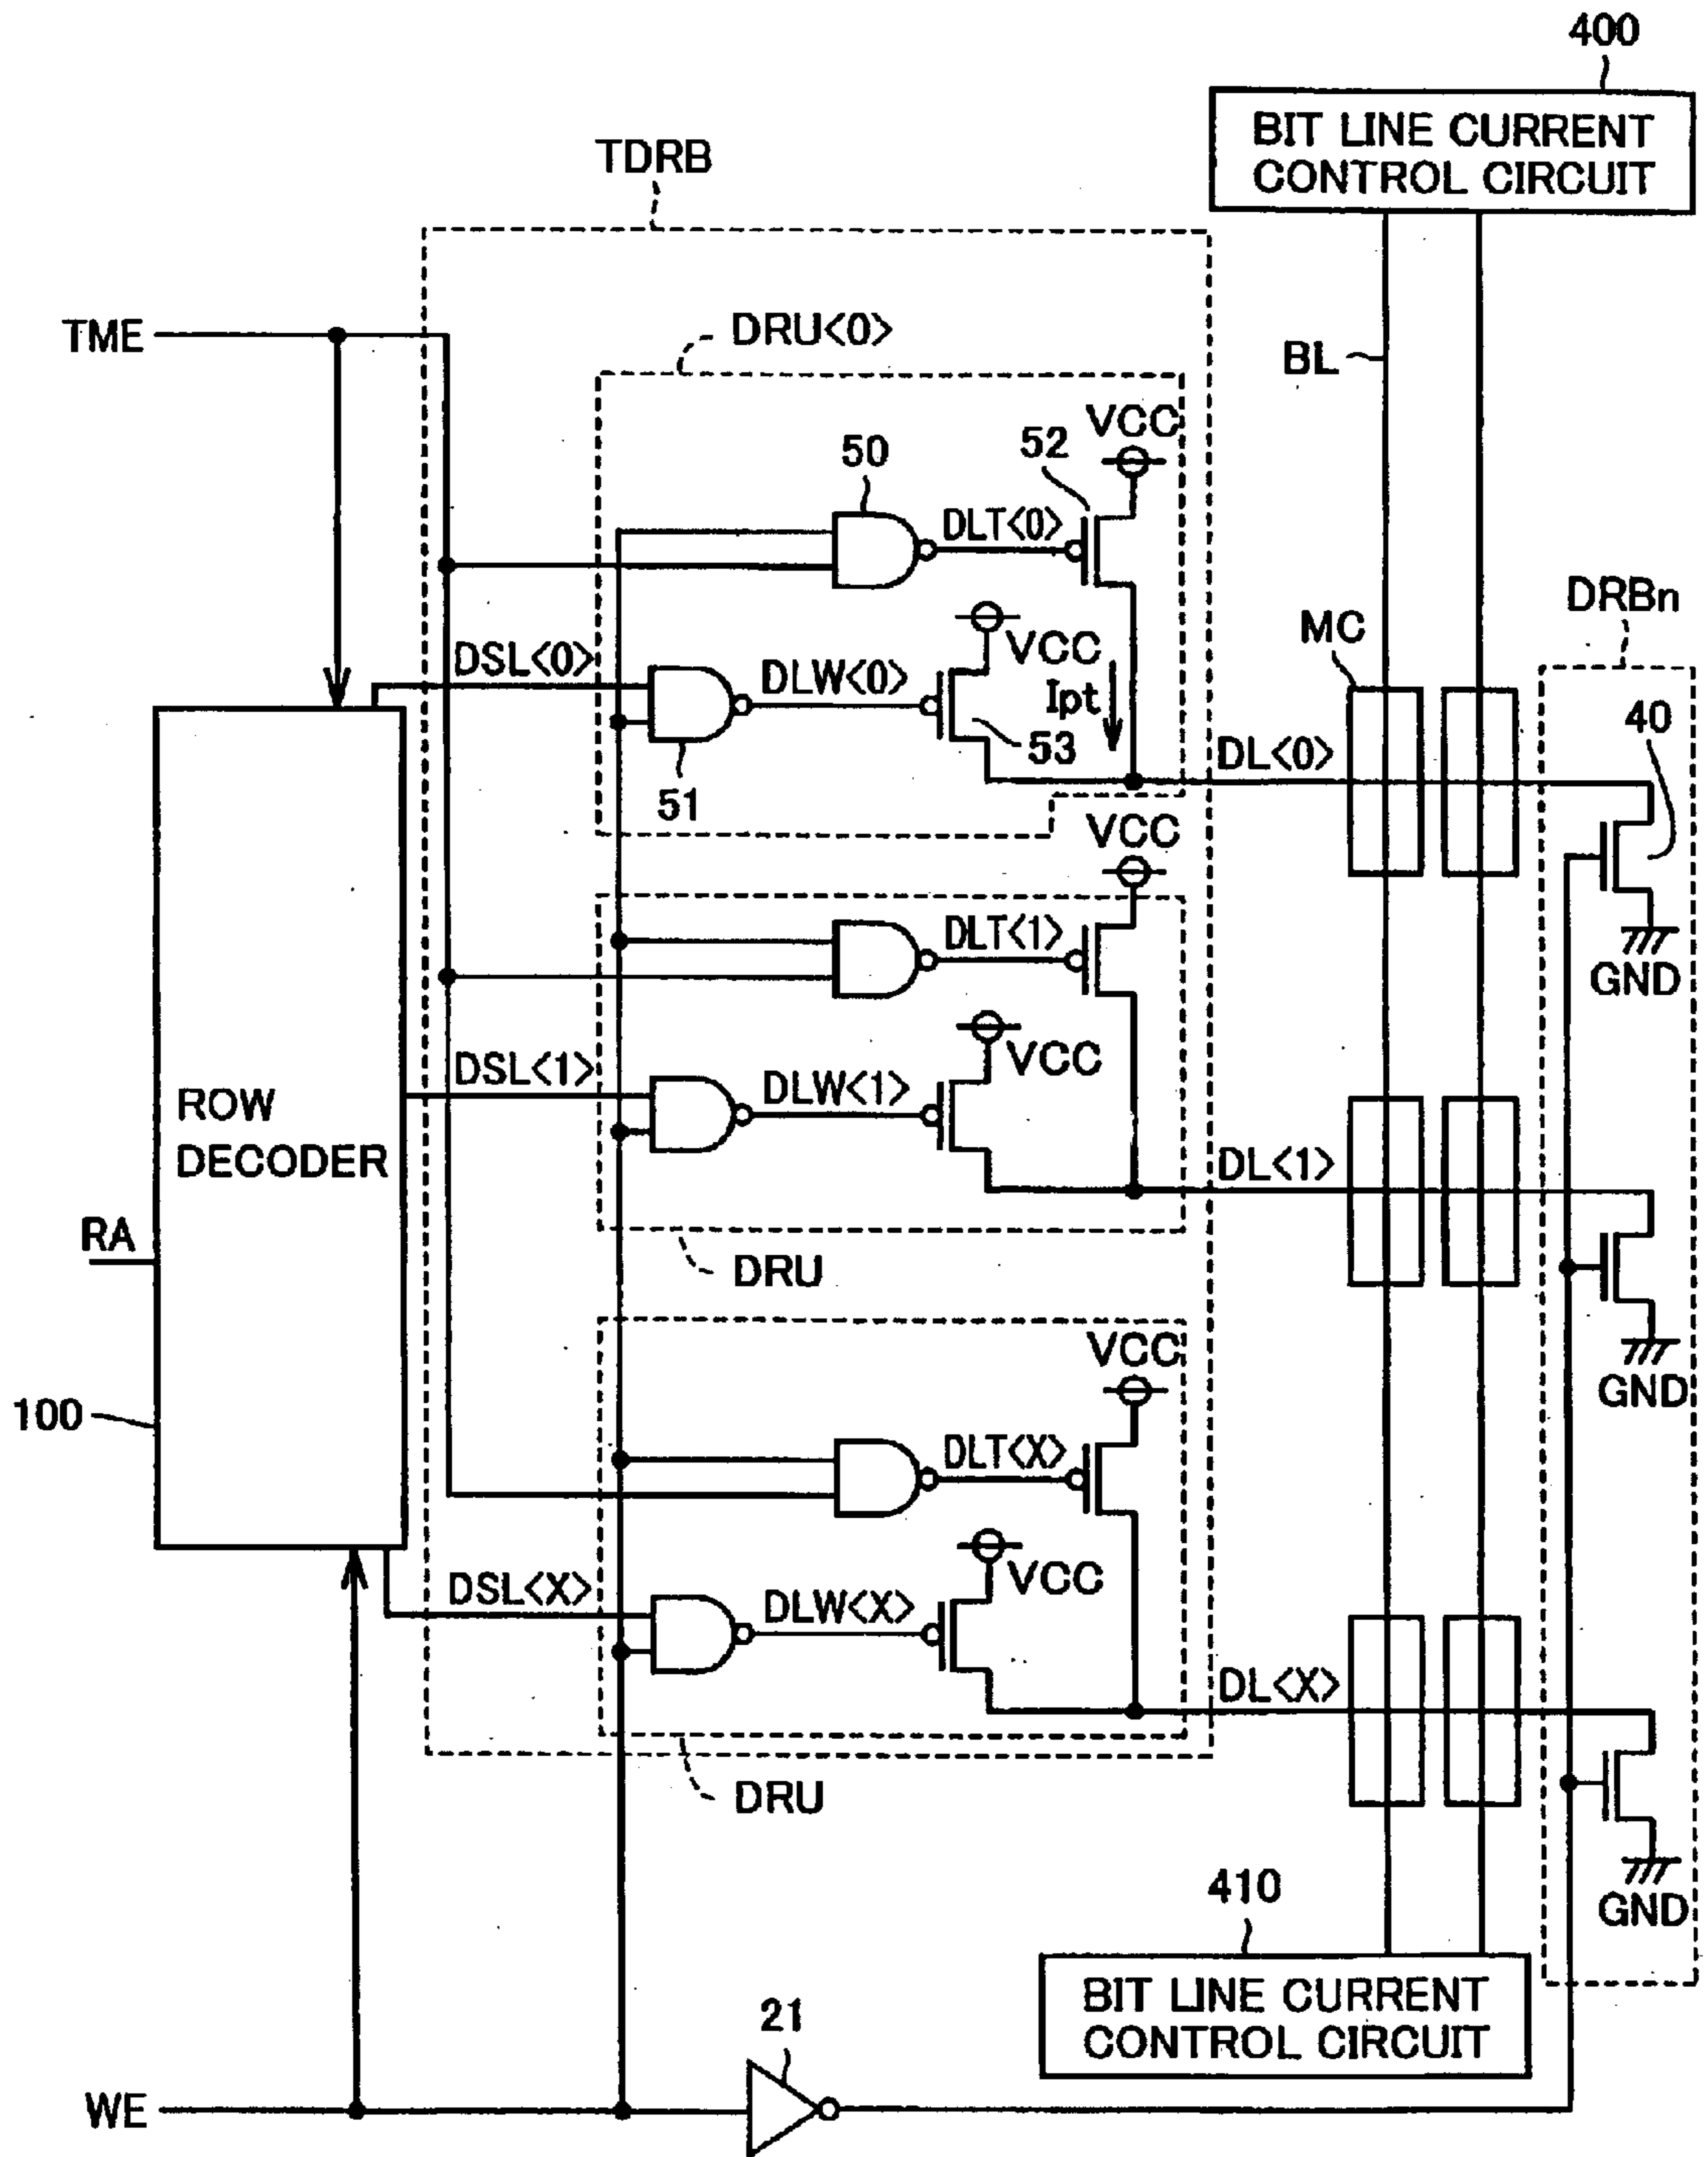 400
BIT LINE CURRENT
CONTROL CIRCUIT
TDRB
TME
DRU<0>
BL
VCC
50
52
DLT<0>
DRBn
MC
VCC
DSL<0>
DLW<0>
Ipt
40
53
DL<0>
51
VCC
GND
DLT<1>
VCC
DSL<1>
DLW<1>
ROW
DECODER
DL<1>
RA
DRU
VCC
GND
100
DLT<X>
VCC
DSL<X>
DLW<X>
DL<X>
DRU
410
GND
BIT LINE CURRENT
CONTROL CIRCUIT
21
WE